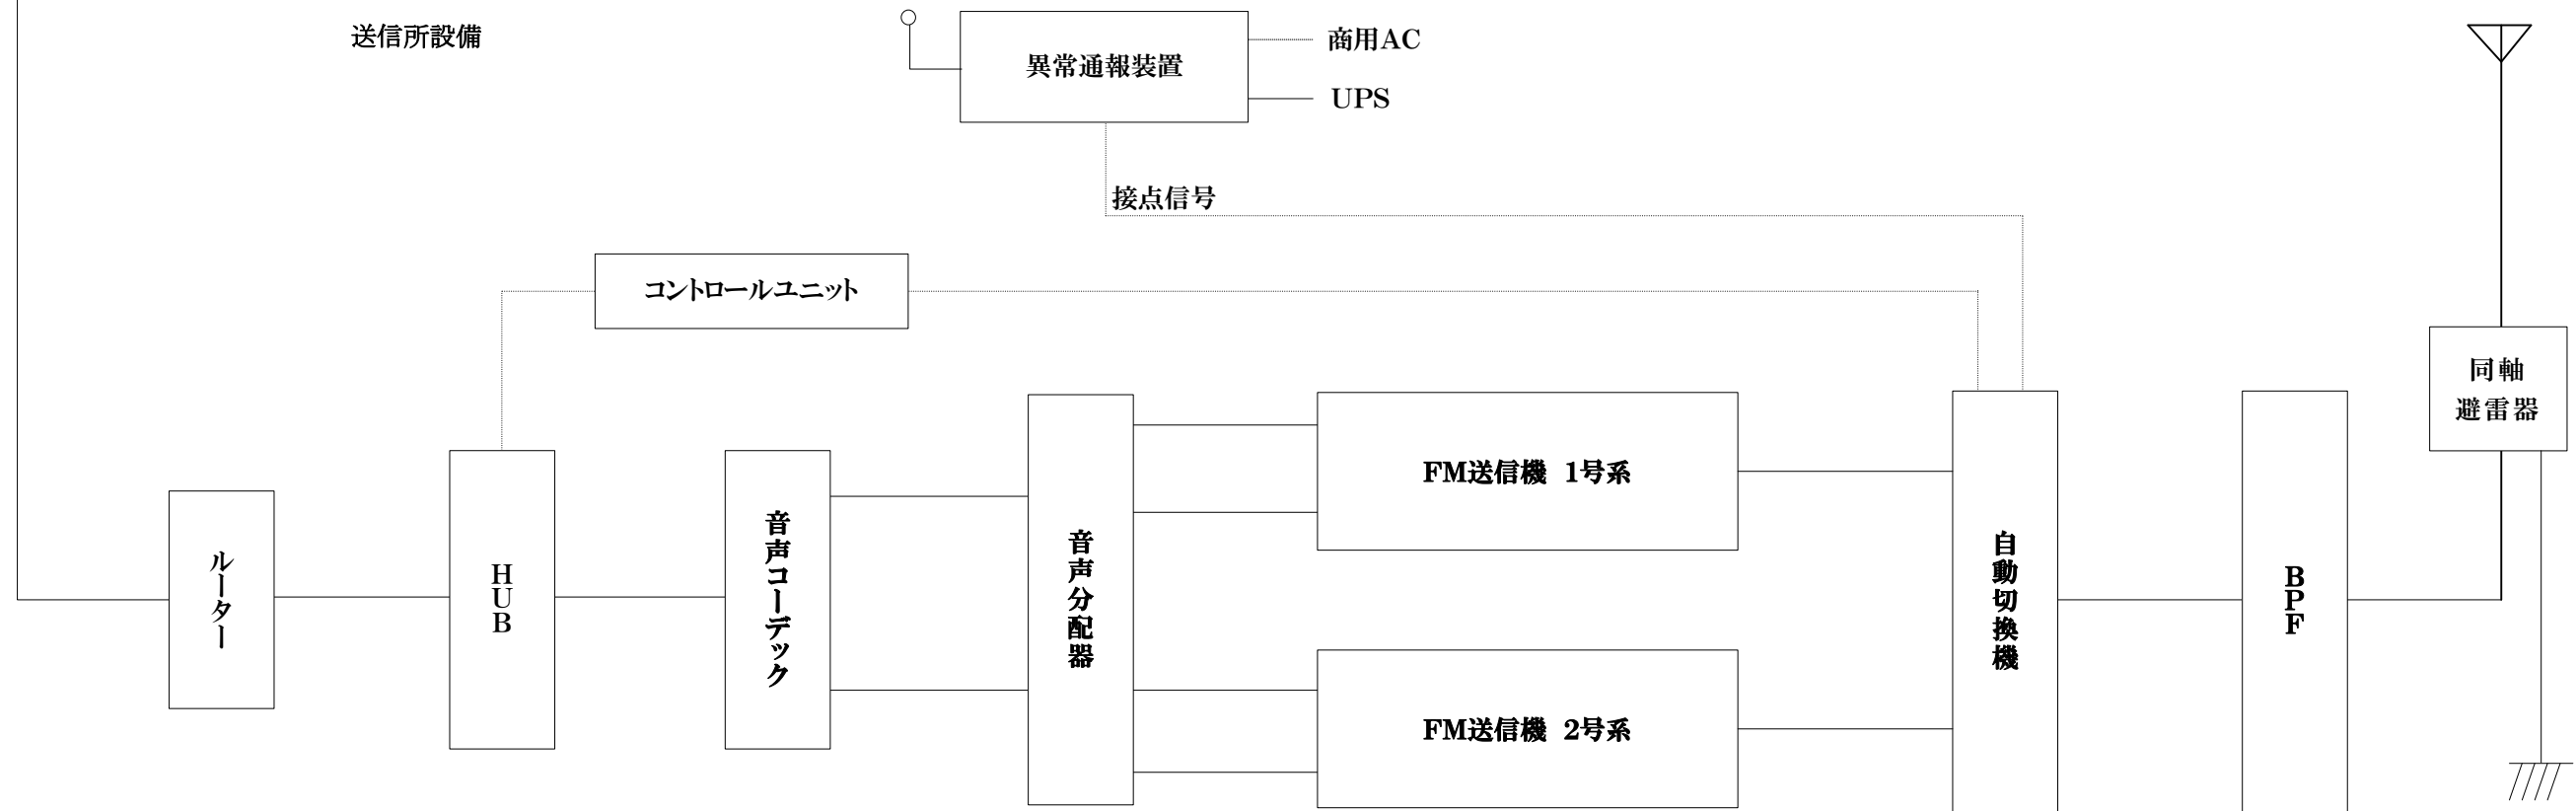 送信所設備
異常通報装置
商用AC
UPS
接点信号
コントロールユニット
同軸
避雷器
ルーター
HUB
音声コーデック
音声分配器
FM送信機 1号系
FM送信機 2号系
自動切換機
BPF